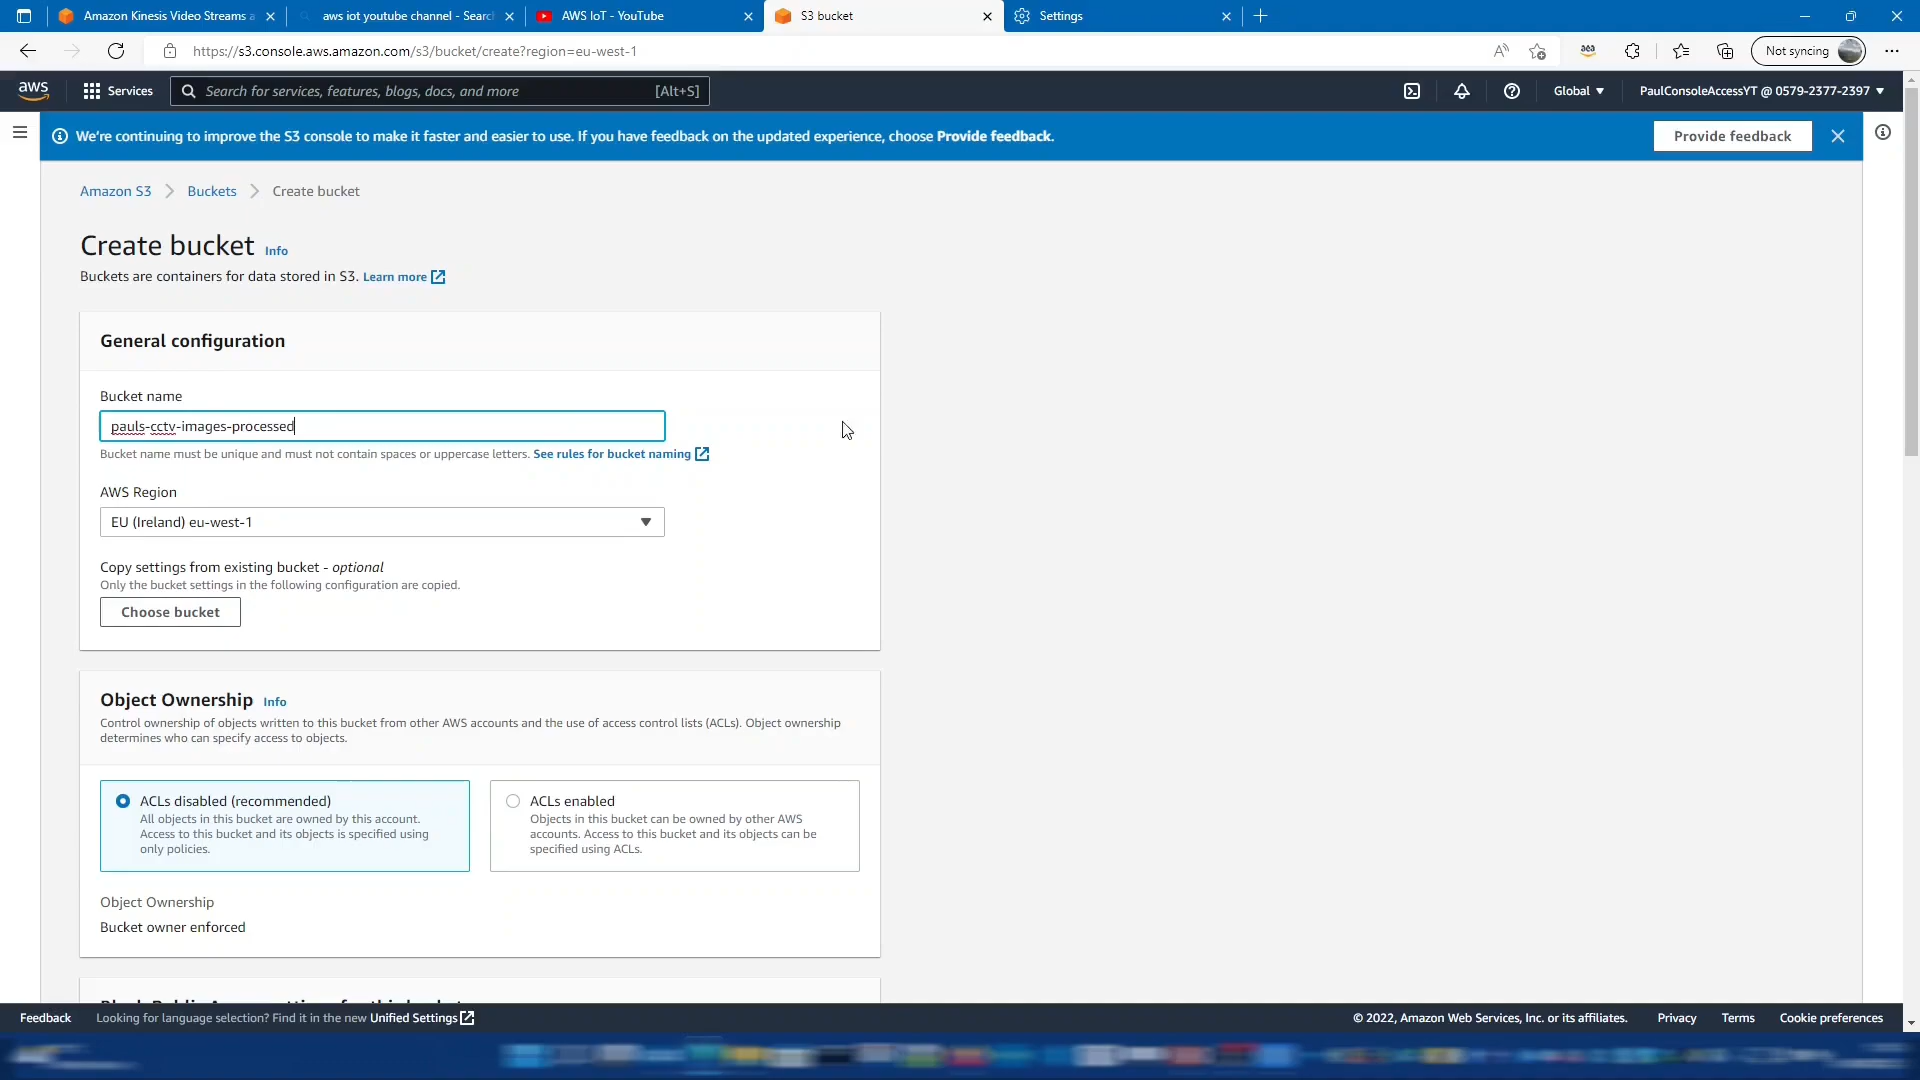 Amazon Kinesis Video Streams a
aws iot youtube channel - Searc
AWS IoT - YouTube
S3 bucket
Settings
https://s3.console.aws.amazon.com/s3/bucket/create?region=eu-west-1
Not syncing
aws
Services
Search for services, features, blogs, docs, and more
[Alt+S]
Global
PaulConsoleAccessYT @ 0579-2377-2397
We're continuing to improve the S3 console to make it faster and easier to use. If you have feedback on the updated experience, choose Provide feedback.
Provide feedback
Amazon S3
Buckets
Create bucket
Create bucket Info
Buckets are containers for data stored in S3. Learn more
General configuration
Bucket name
pauls-cctv-images-processed
Bucket name must be unique and must not contain spaces or uppercase letters. See rules for bucket naming
AWS Region
EU (Ireland) eu-west-1
Copy settings from existing bucket - optional
Only the bucket settings in the following configuration are copied.
Choose bucket
Object Ownership Info
Control ownership of objects written to this bucket from other AWS accounts and the use of access control lists (ACLs). Object ownership
determines who can specify access to objects.
ACLs disabled (recommended)
All objects in this bucket are owned by this account.
Access to this bucket and its objects is specified using
only policies.
ACLs enabled
Objects in this bucket can be owned by other AWS
accounts. Access to this bucket and its objects can be
specified using ACLs.
Object Ownership
Bucket owner enforced
Feedback
Looking for language selection? Find it in the new Unified Settings
© 2022, Amazon Web Services, Inc. or its affiliates.
Privacy
Terms
Cookie preferences